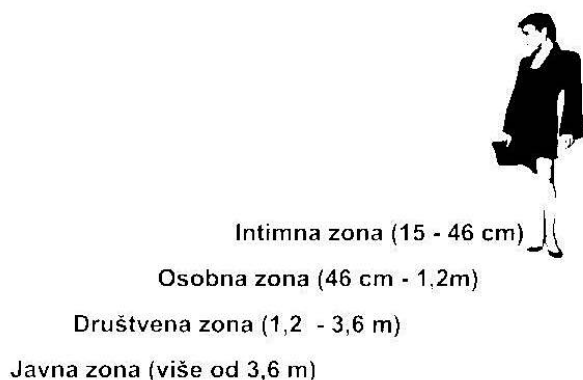 Intimna zona (15 - 46 cm)
Osobna zona (46 cm - 1,2m)
Društvena zona (1,2 - 3,6 m)
Javna zona (više od 3,6 m)